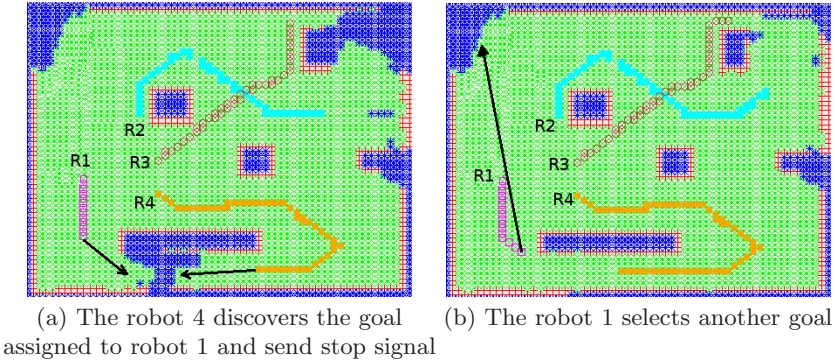 R2
R1
R3
R4
R2
R3
R1
R4
(a) The robot 4 discovers the goal
assigned to robot 1 and send stop signal
(b) The robot 1 selects another goal